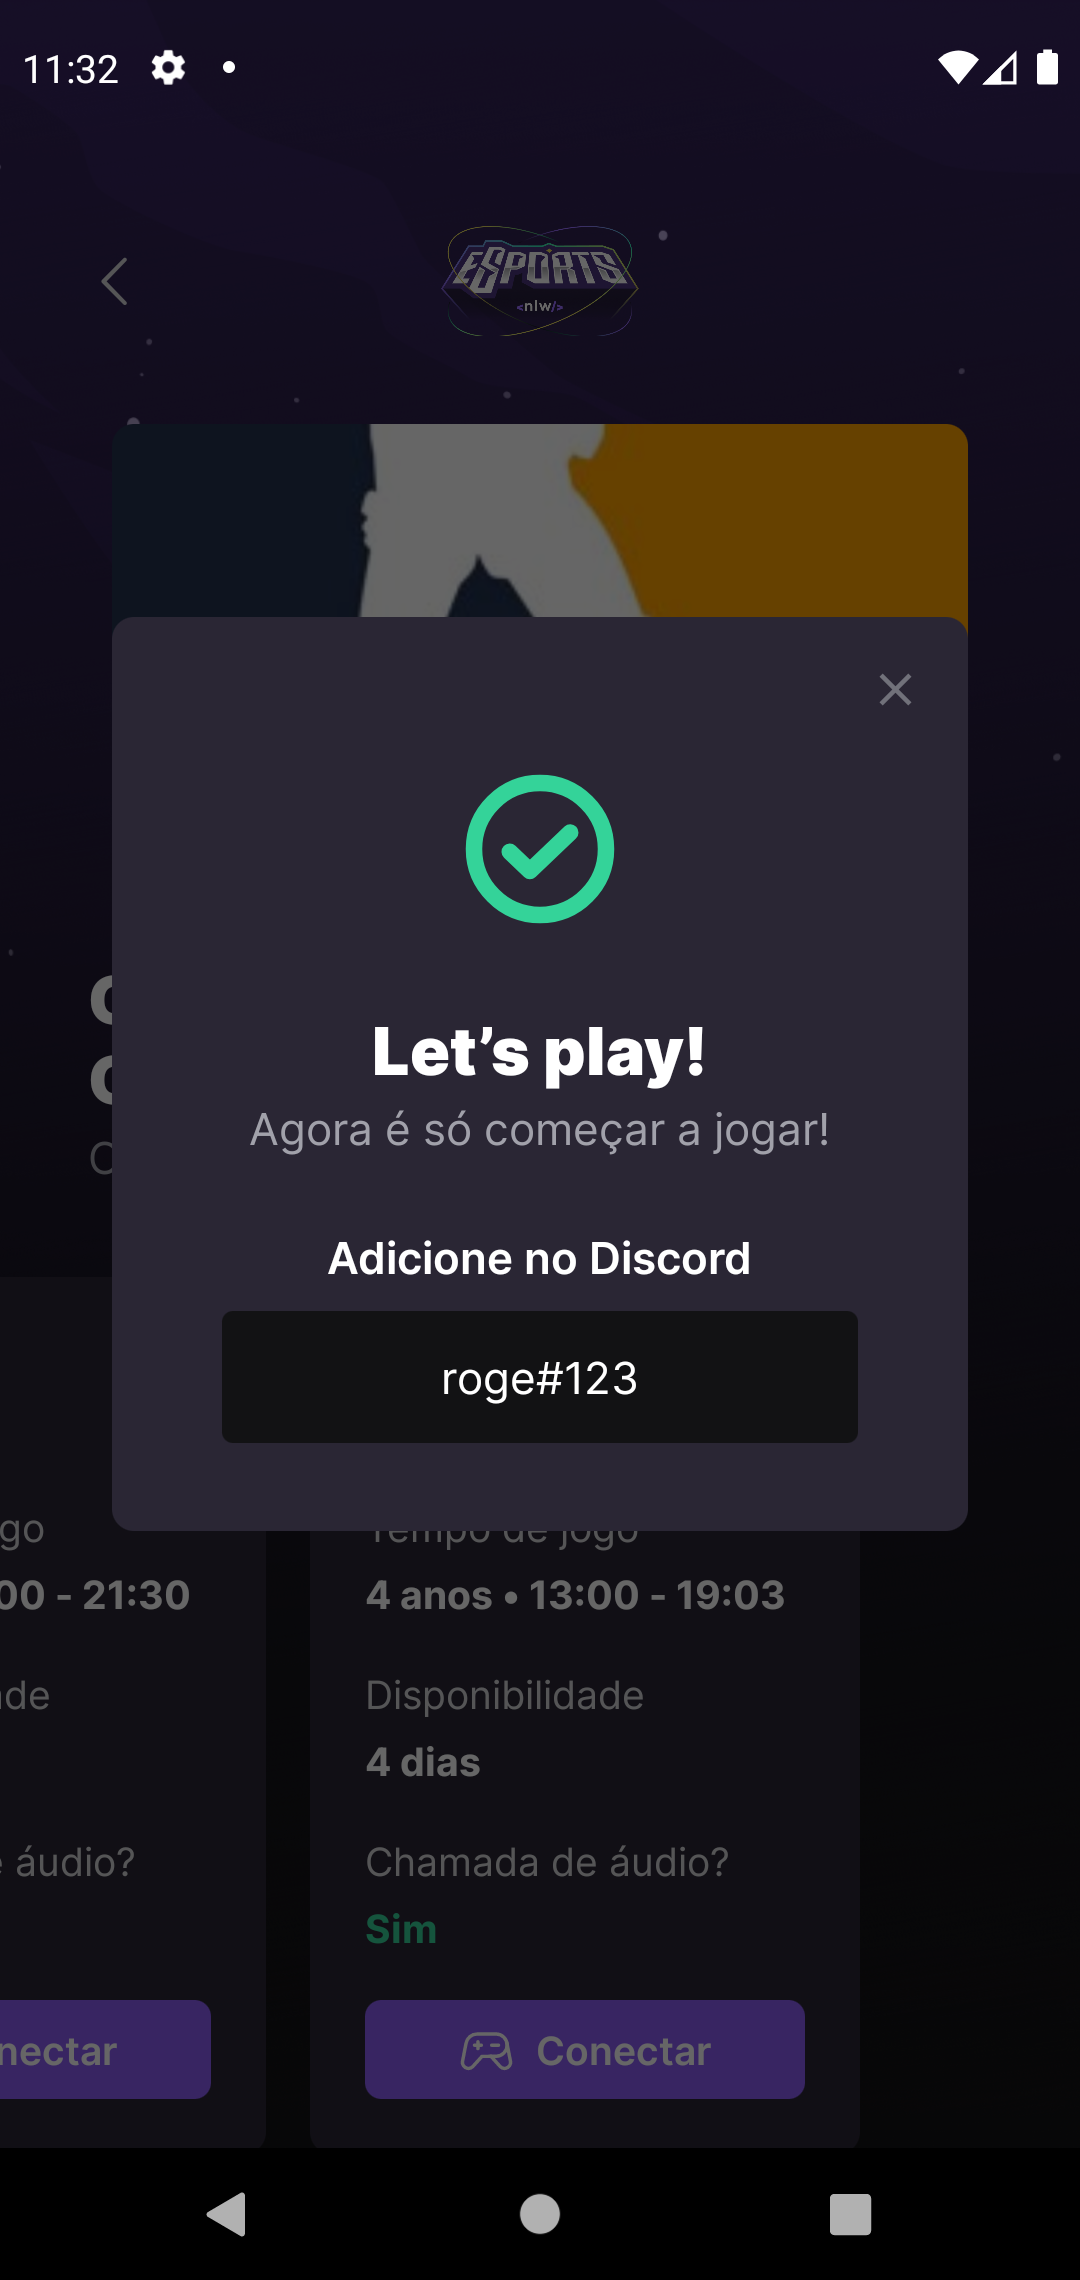 11:32
ESPORTS
<nlw/>
Let’s play!
Agora é só começar a jogar!
Adicione no Discord
roge#123
go
Tempo de jogo
00 - 21:30
4 anos • 13:00 - 19:03
de
Disponibilidade
4 dias
áudio?
Chamada de áudio?
Sim
nectar
Conectar